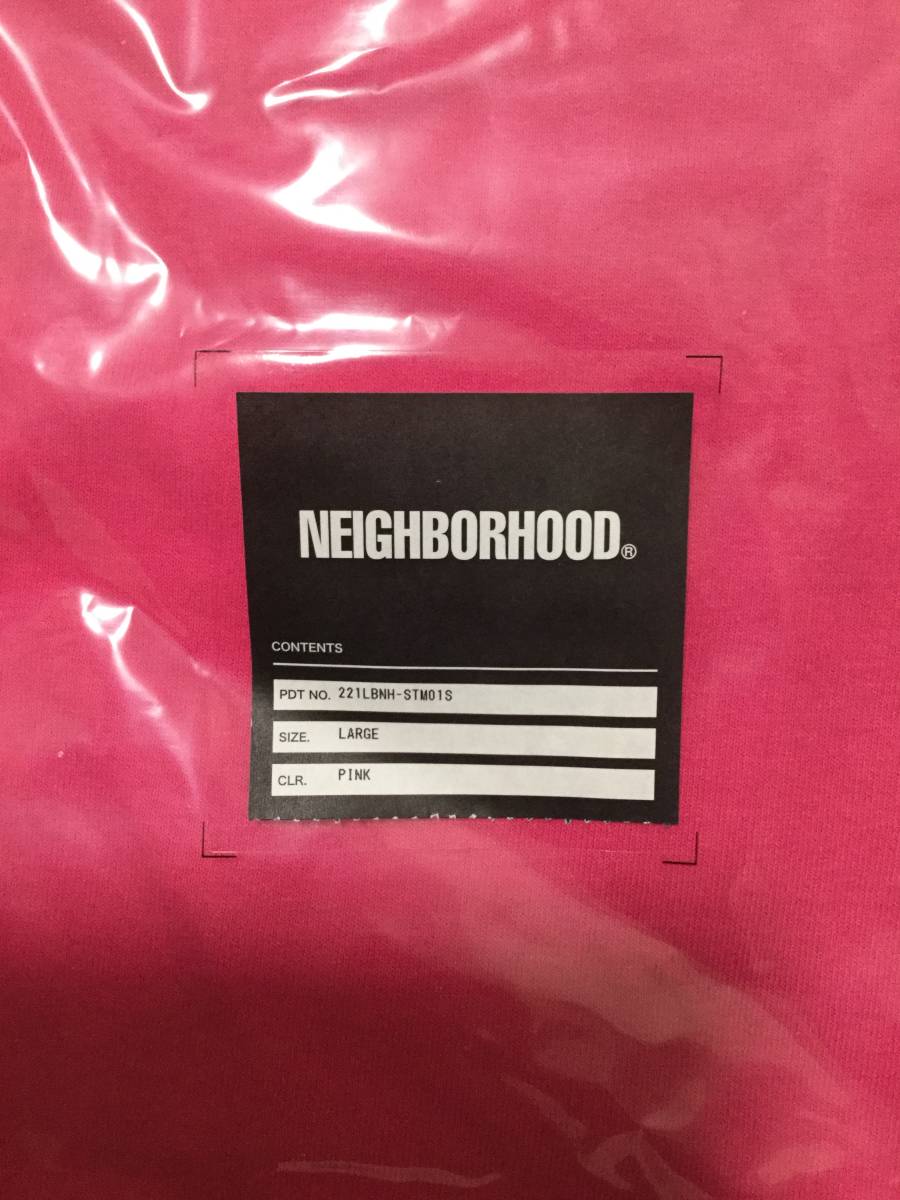 NEIGHBORHOOD®
CONTENTS
PDT NO. 221LBNH-STM01S
SIZE. LARGE
CLR. PINK